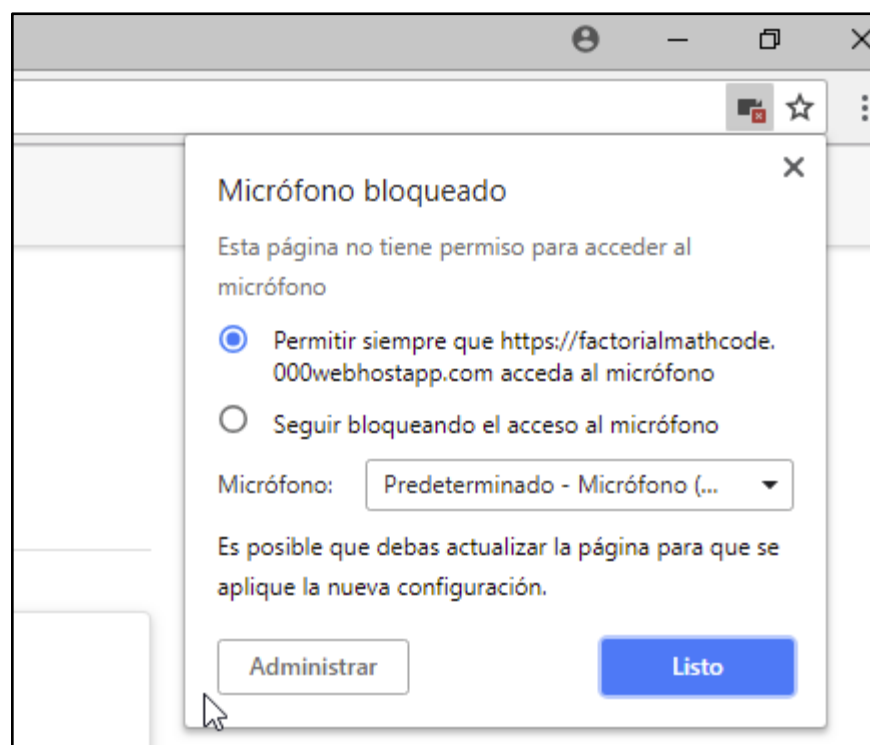 Micrófono bloqueado
Esta página no tiene permiso para acceder al
micrófono
Permitir siempre que https://factorialmathcode.
000webhostapp.com acceda al micrófono
Seguir bloqueando el acceso al micrófono
Micrófono: Predeterminado - Micrófono (...
Es posible que debas actualizar la página para que se
aplique la nueva configuración.
Administrar Listo